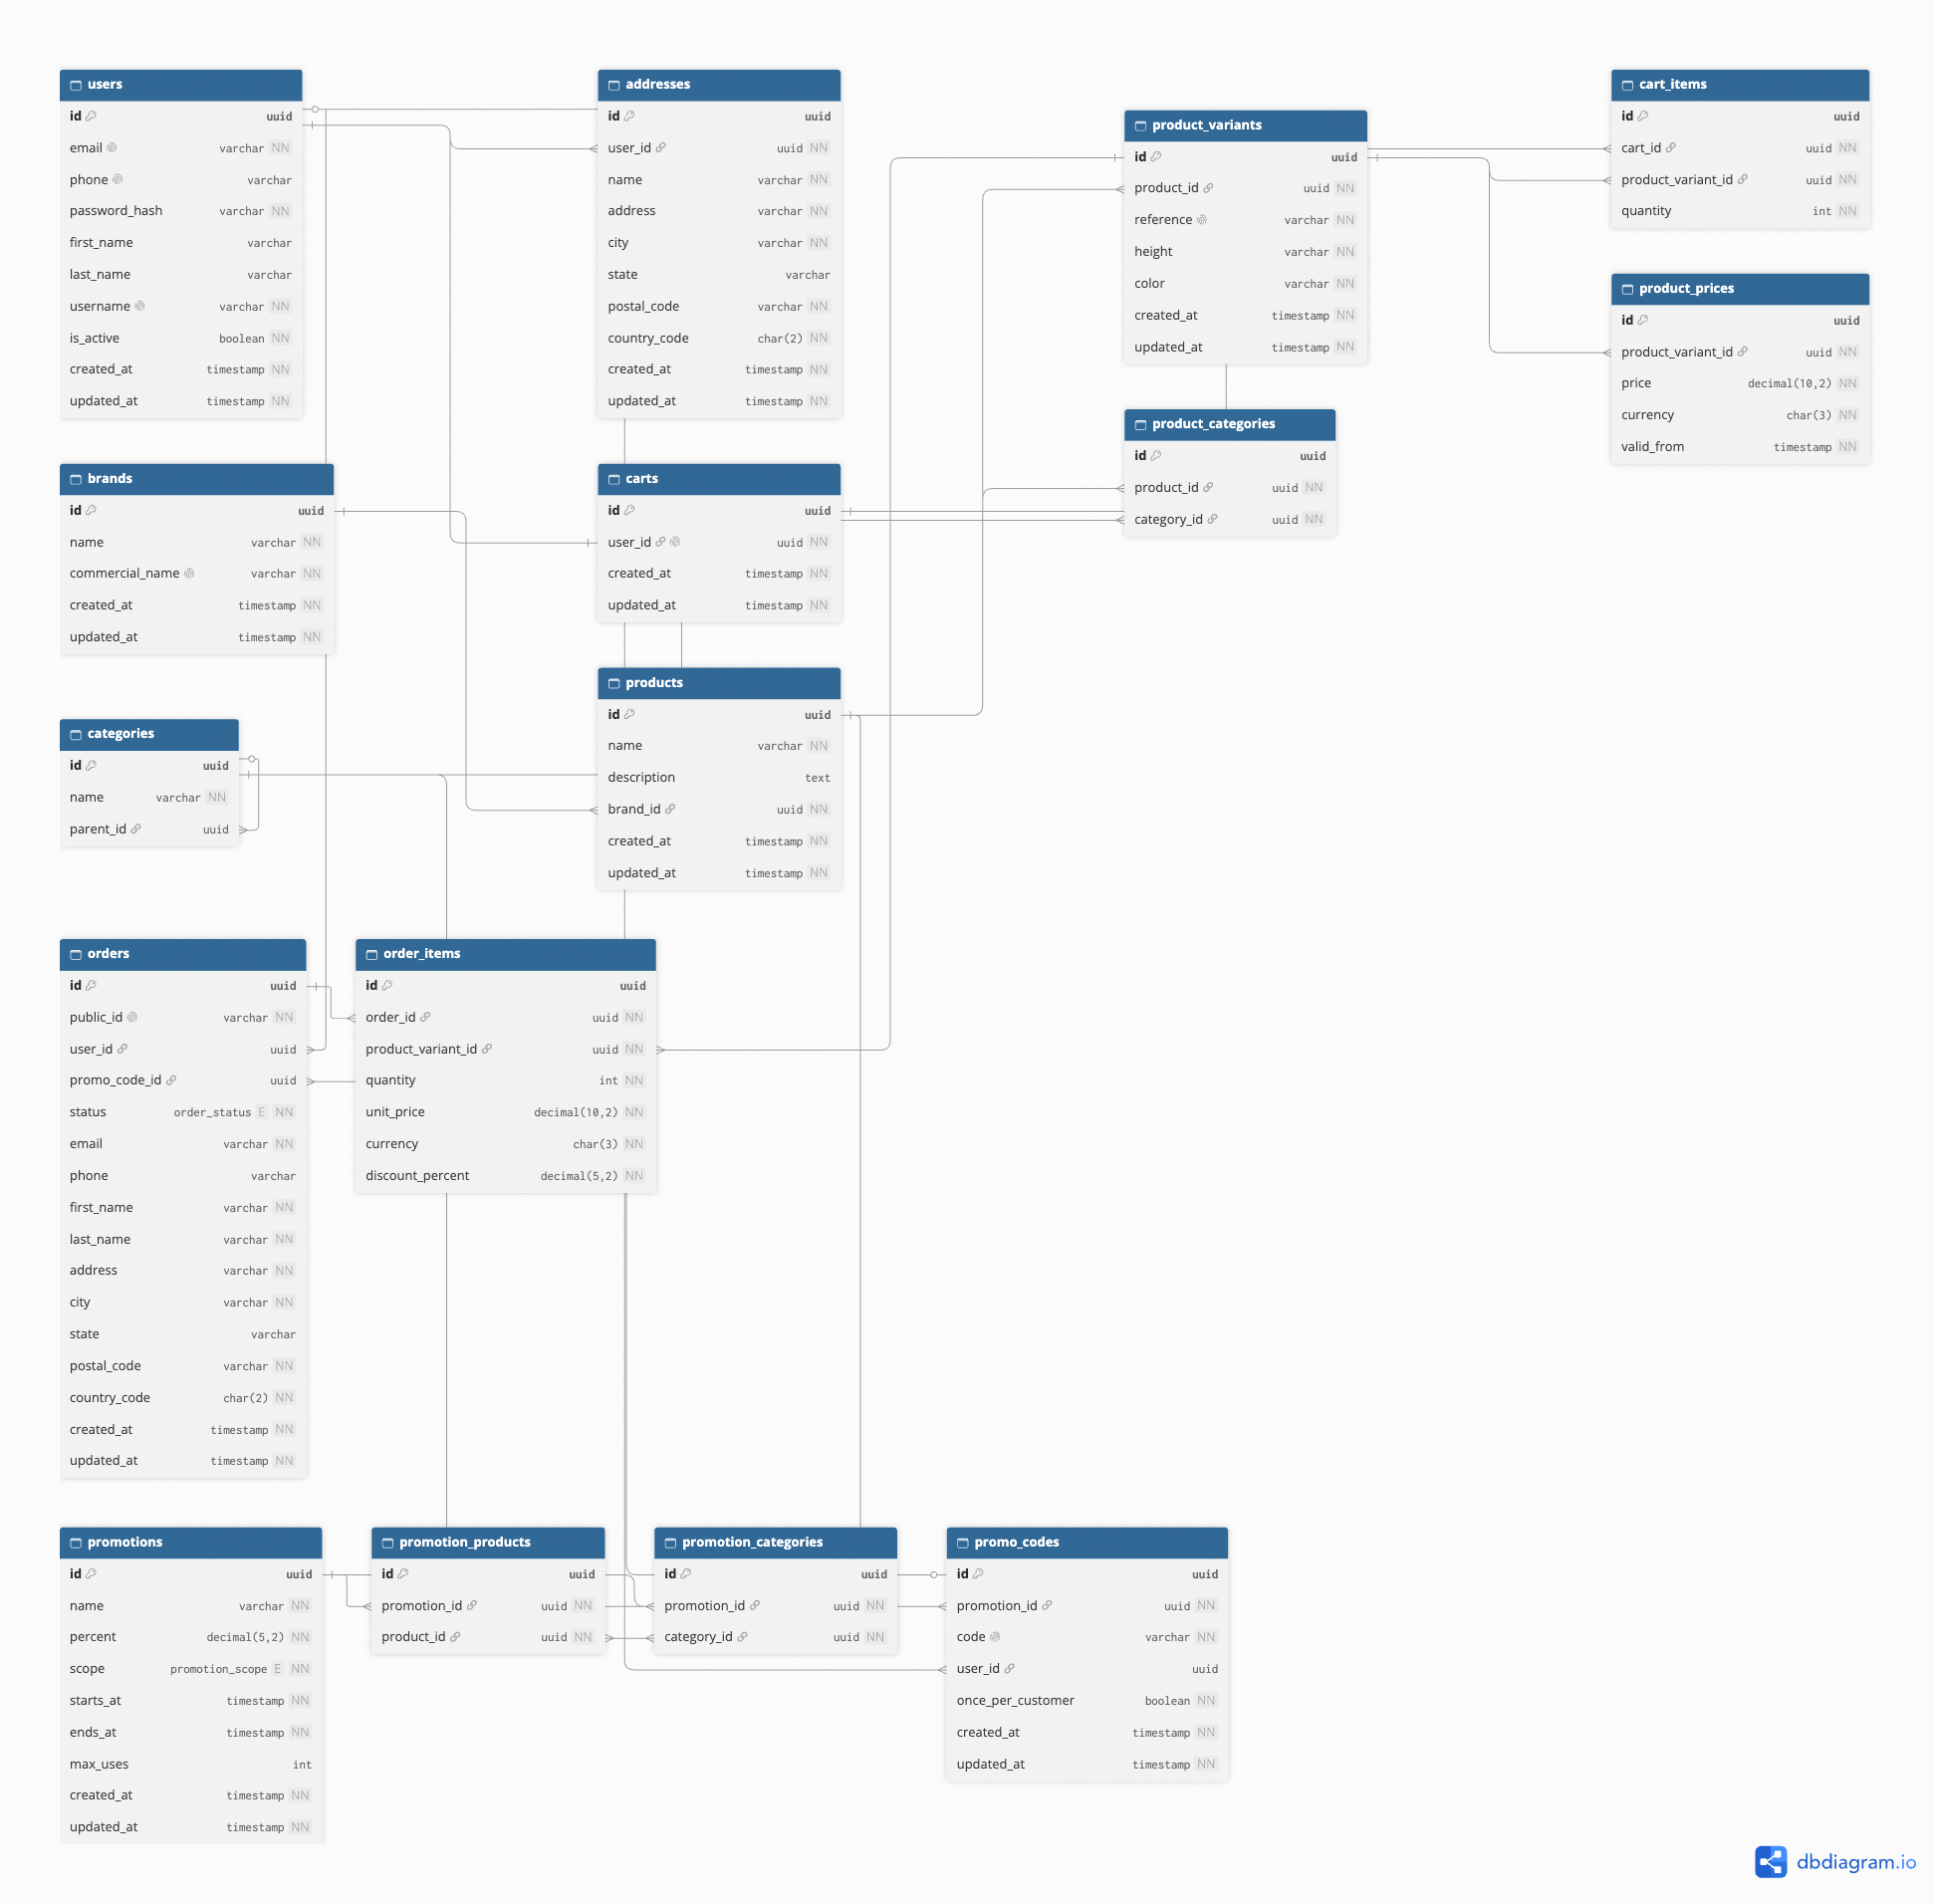 users
id uuid
email varchar NN
phone varchar
password_hash varchar NN
first_name varchar
last_name varchar
username varchar NN
is_active boolean NN
created_at timestamp NN
updated_at timestamp NN
addresses
id uuid
user_id uuid NN
name varchar NN
address varchar NN
city varchar NN
state varchar
postal_code varchar NN
country_code char(2) NN
created_at timestamp NN
updated_at timestamp NN
product_variants
id uuid
product_id uuid NN
reference varchar NN
height varchar NN
color varchar NN
created_at timestamp NN
updated_at timestamp NN
cart_items
id uuid
cart_id uuid NN
product_variant_id uuid NN
quantity int NN
product_prices
id uuid
product_variant_id uuid NN
price decimal(10,2) NN
currency char(3) NN
valid_from timestamp NN
product_categories
id uuid
product_id uuid NN
category_id uuid NN
brands
id uuid
name varchar NN
commercial_name varchar NN
created_at timestamp NN
updated_at timestamp NN
carts
id uuid
user_id uuid NN
created_at timestamp NN
updated_at timestamp NN
products
id uuid
name varchar NN
description text
brand_id uuid NN
created_at timestamp NN
updated_at timestamp NN
categories
id uuid
name varchar NN
parent_id uuid
orders
id uuid
public_id varchar NN
user_id uuid
promo_code_id uuid
status order_status E NN
email varchar NN
phone varchar
first_name varchar NN
last_name varchar NN
address varchar NN
city varchar NN
state varchar
postal_code varchar NN
country_code char(2) NN
created_at timestamp NN
updated_at timestamp NN
order_items
id uuid
order_id uuid NN
product_variant_id uuid NN
quantity int NN
unit_price decimal(10,2) NN
currency char(3) NN
discount_percent decimal(5,2) NN
promotions
id uuid
name varchar NN
percent decimal(5,2) NN
scope promotion_scope E NN
starts_at timestamp NN
ends_at timestamp NN
max_uses int
created_at timestamp NN
updated_at timestamp NN
promotion_products
id uuid
promotion_id uuid NN
product_id uuid NN
promotion_categories
id uuid
promotion_id uuid NN
category_id uuid NN
promo_codes
id uuid
promotion_id uuid NN
code varchar NN
user_id uuid
once_per_customer boolean NN
created_at timestamp NN
updated_at timestamp NN
dbdiagram.io